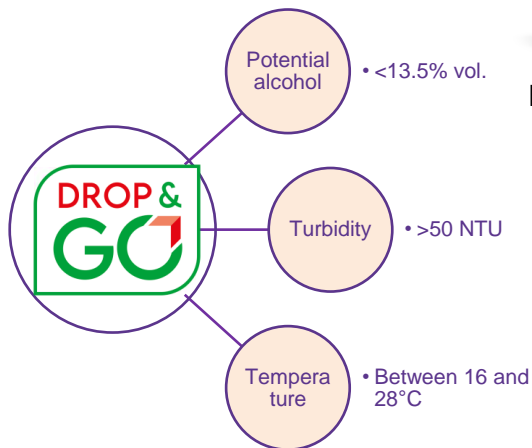 Potential
alcohol
• <13.5% vol.
DROP &
GO
Turbidity
• >50 NTU
Tempera
ture
• Between 16 and
28°C